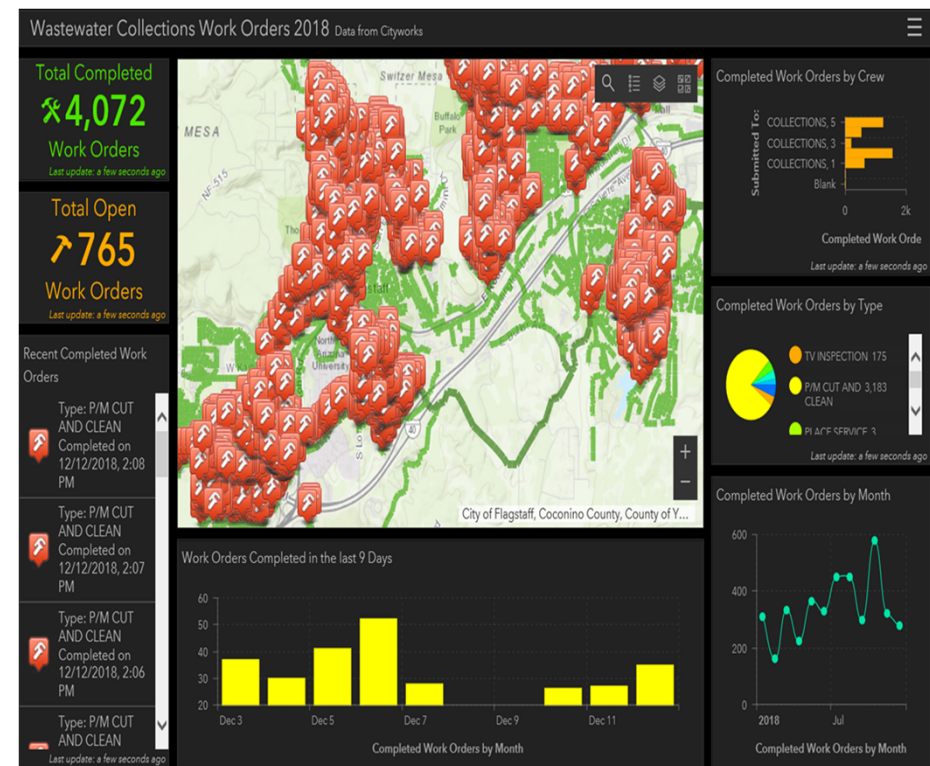 Wastewater Collections Work Orders 2018 Data from Cityworks
Total Completed
4,072
Work Orders
Last update: a few seconds ago
Total Open
765
Work Orders
Last update: a few seconds ago
Recent Completed Work
Orders
Type: P/M CUT
AND CLEAN
Completed on
12/12/2018, 2:08
PM
Type: P/M CUT
AND CLEAN
Completed on
12/12/2018, 2:07
PM
Type: P/M CUT
AND CLEAN
Completed on
12/12/2018, 2:06
PM
Type: P/M CUT
AND CLEAN
Last update: a few seconds ago
Switzer Mesa
MESA
Buffalo
Park
NF-515
Arizona
University
S Lo
40
City of Flagstaff, Coconino County, County of Y...
Work Orders Completed in the last 9 Days
60
50
40
30
20
Dec 3
Dec 5
Dec 7
Dec 9
Dec 11
Completed Work Orders by Month
Completed Work Orders by Crew
Submitted To:
COLLECTIONS, 5
COLLECTIONS, 3
COLLECTIONS, 1
Blank
0
2k
Completed Work Orde
Last update: a few seconds ago
Completed Work Orders by Type
TV INSPECTION 175
P/M CUT AND 3,183
CLEAN
PLACE SERVICE 3
Last update: a few seconds ago
Completed Work Orders by Month
600
400
200
0
2018
Jul
Completed Work Orders by Month